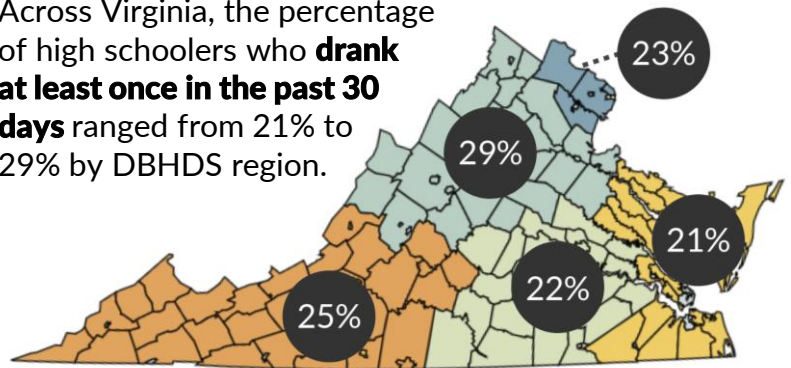 Across Virginia, the percentage
of high schoolers who drank
at least once in the past 30
days ranged from 21% to
29% by DBHDS region.
23%
29%
21%
22%
25%